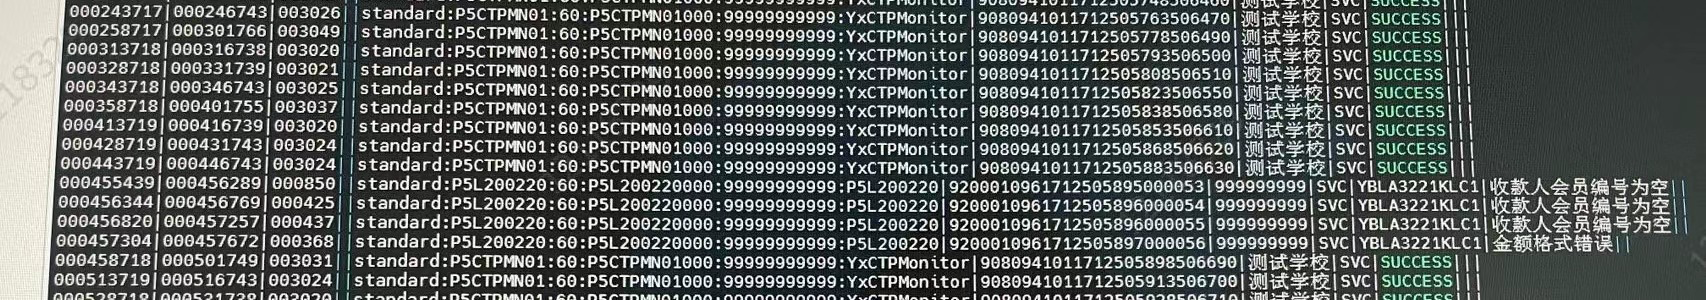 000243717|000246743|003026||standard:P5CTPMN01:60:P5CTPMN01000:99999999999:YxCTPMonitor|9080941011712505763506470|测试学校|SVC|SUCCESS|||
000258717|000301766|003049||standard:P5CTPMN01:60:P5CTPMN01000:99999999999:YxCTPMonitor|9080941011712505778506490|测试学校|SVC|SUCCESS|||
000313718|000316738|003020||standard:P5CTPMN01:60:P5CTPMN01000:99999999999:YxCTPMonitor|9080941011712505793506500|测试学校|SVC|SUCCESS|||
000328718|000331739|003021||standard:P5CTPMN01:60:P5CTPMN01000:99999999999:YxCTPMonitor|9080941011712505808506510|测试学校|SVC|SUCCESS|||
000343718|000346743|003025||standard:P5CTPMN01:60:P5CTPMN01000:99999999999:YxCTPMonitor|9080941011712505823506550|测试学校|SVC|SUCCESS|||
000358718|000401755|003037||standard:P5CTPMN01:60:P5CTPMN01000:99999999999:YxCTPMonitor|9080941011712505838506580|测试学校|SVC|SUCCESS|||
000413719|000416739|003020||standard:P5CTPMN01:60:P5CTPMN01000:99999999999:YxCTPMonitor|9080941011712505853506610|测试学校|SVC|SUCCESS|||
000428719|000431743|003024||standard:P5CTPMN01:60:P5CTPMN01000:99999999999:YxCTPMonitor|9080941011712505868506620|测试学校|SVC|SUCCESS|||
000443719|000446743|003024||standard:P5CTPMN01:60:P5CTPMN01000:99999999999:YxCTPMonitor|9080941011712505883506630|测试学校|SVC|SUCCESS|||
000455439|000456289|000850||standard:P5L200220:60:P5L200220000:99999999999:P5L200220|9200010961712505895000053|999999999|SVC|YBLA3221KLC1|收款人会员编号为空||
000456344|000456769|000425||standard:P5L200220:60:P5L200220000:99999999999:P5L200220|9200010961712505896000054|999999999|SVC|YBLA3221KLC1|收款人会员编号为空||
000456820|000457257|000437||standard:P5L200220:60:P5L200220000:99999999999:P5L200220|9200010961712505896000055|999999999|SVC|YBLA3221KLC1|收款人会员编号为空||
000457304|000457672|000368||standard:P5L200220:60:P5L200220000:99999999999:P5L200220|9200010961712505897000056|999999999|SVC|YBLA3221KLC1|金额格式错误||
000458718|000501749|003031||standard:P5CTPMN01:60:P5CTPMN01000:99999999999:YxCTPMonitor|9080941011712505898506690|测试学校|SVC|SUCCESS|||
000513719|000516743|003024||standard:P5CTPMN01:60:P5CTPMN01000:99999999999:YxCTPMonitor|9080941011712505913506700|测试学校|SVC|SUCCESS|||